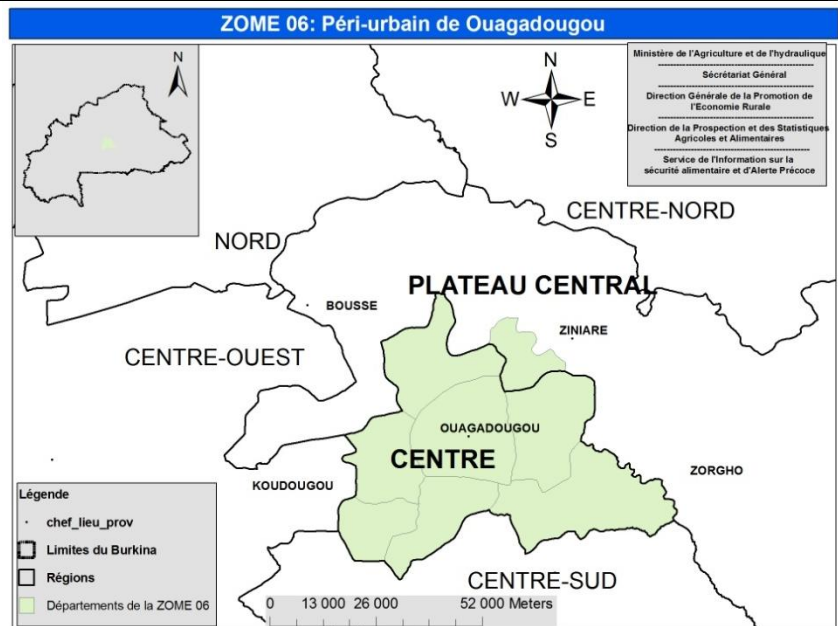 ZOME 06: Péri-urbain de Ouagadougou
N
Ministère de l'Agriculture et de l'hydraulique
Sécrétariat Général
Direction Générale de la Promotion de
l'Economie Rurale
Direction de la Prospection et des Statistiques
Agricoles et Alimentaires
Service de l'Information sur la
sécurité alimentaire et d'Alerte Précoce
N
W E
S
CENTRE-NORD
NORD
PLATEAU CENTRAL
BOUSSE
ZINIARE
CENTRE-OUEST
OUAGADOUGOU
CENTRE
ZORGHO
KOUDOUGOU
CENTRE-SUD
Légende
chef_lieu_prov
Limites du Burkina
Régions
Départements de la ZOME 06
0 13 000 26 000 52 000 Meters